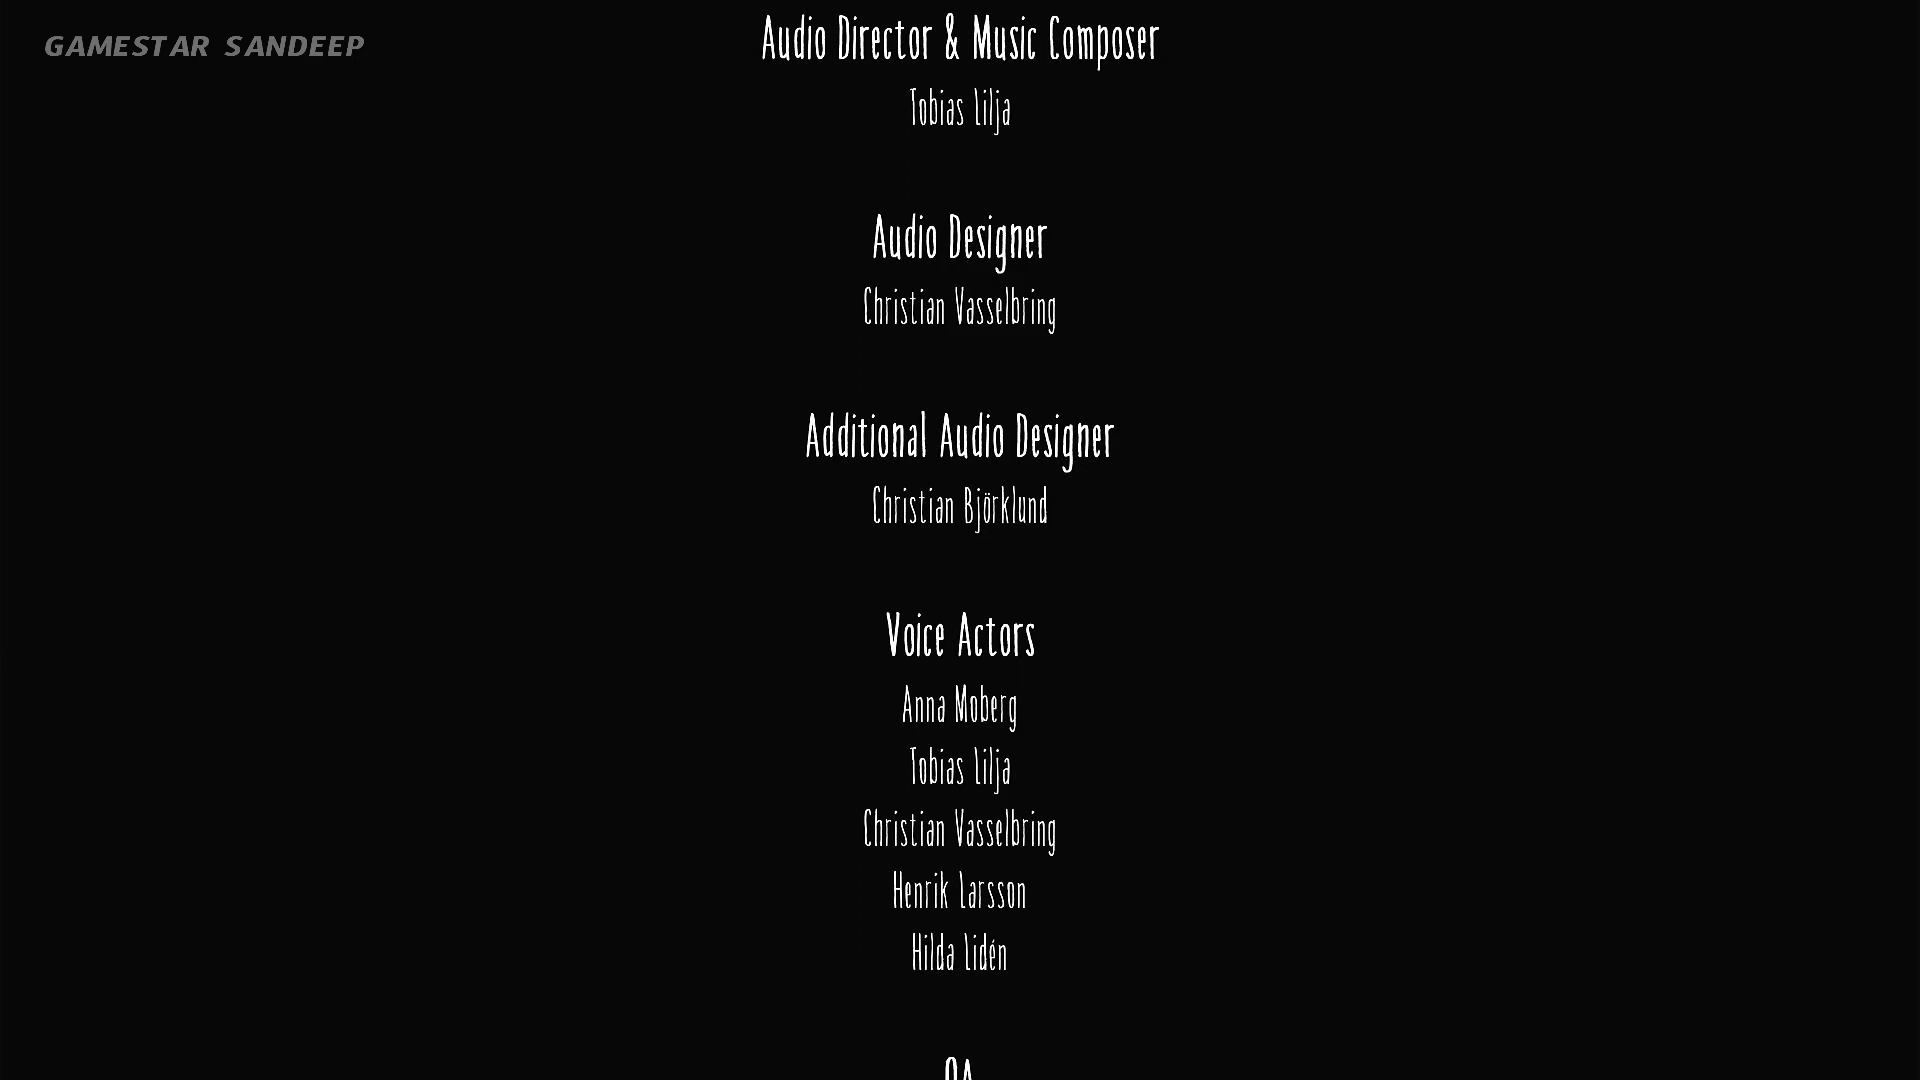 GAMESTAR SANDEEP
Audio Director & Music Composer
Tobias Lilja
Audio Designer
Christian Vasselbring
Additional Audio Designer
Christian Björklund
Voice Actors
Anna Moberg
Tobias Lilja
Christian Vasselbring
Henrik Larsson
Hilda Lidén
QA